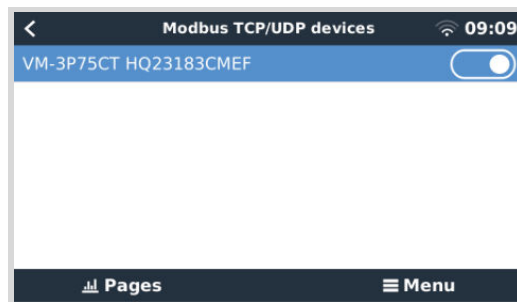 Modbus TCP/UDP devices 09:09
VM-3P75CT HQ23183CMEF
Pages Menu